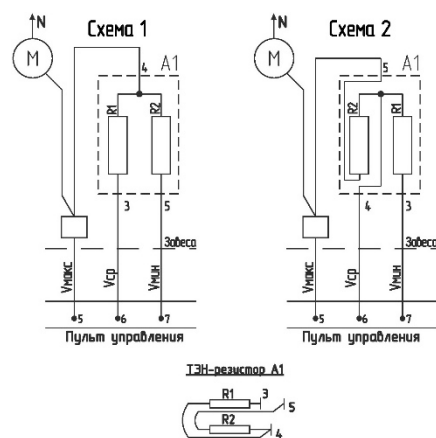 Схема 1
N
M
A1
4
R1
R2
3
5
Завеса
Vмакс
Vср
Vмин
5
6
7
Пульт управления
Схема 2
N
M
A1
5
R2
R1
4
3
Завеса
Vмакс
Vср
Vмин
5
6
7
Пульт управления
ТЭН-резистор А1
R1
3
5
R2
4